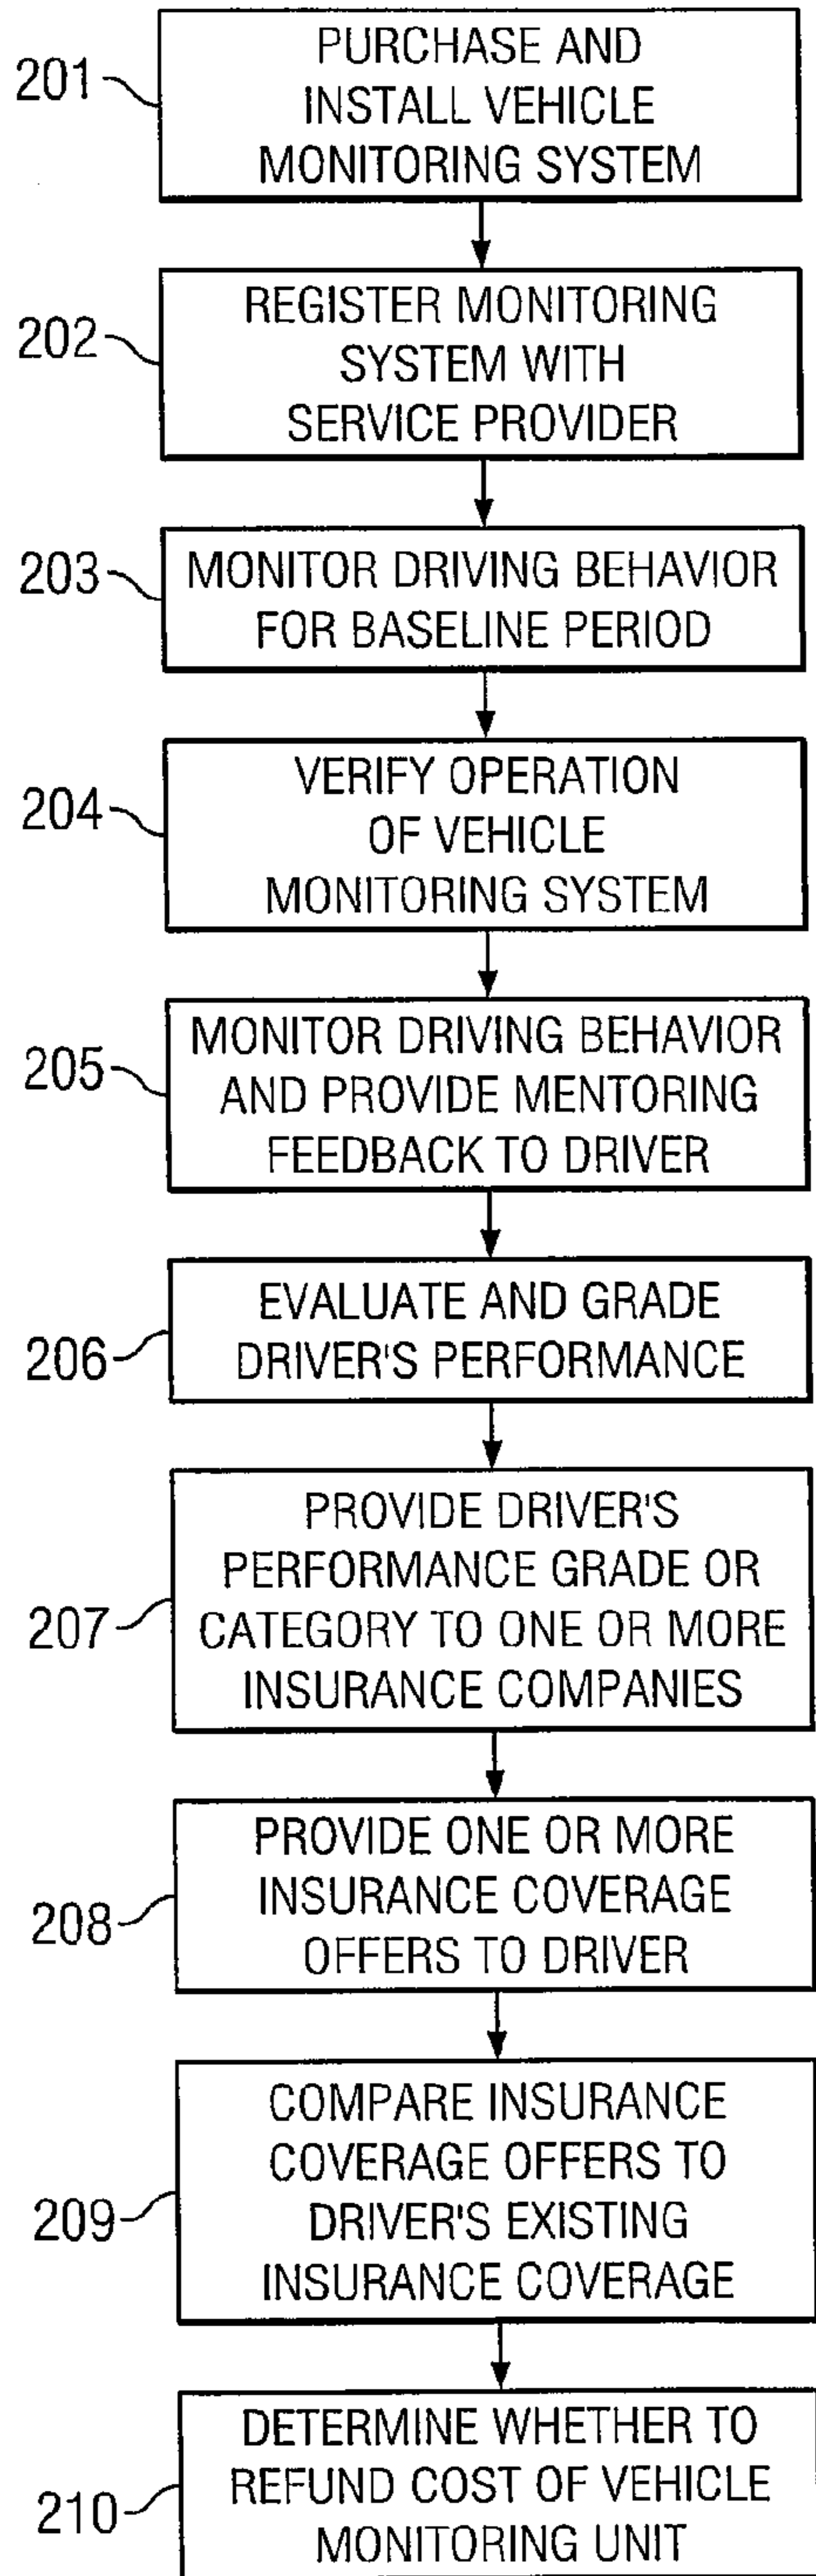 201
PURCHASE AND
INSTALL VEHICLE
MONITORING SYSTEM
202
REGISTER MONITORING
SYSTEM WITH
SERVICE PROVIDER
203
MONITOR DRIVING BEHAVIOR
FOR BASELINE PERIOD
204
VERIFY OPERATION
OF VEHICLE
MONITORING SYSTEM
205
MONITOR DRIVING BEHAVIOR
AND PROVIDE MENTORING
FEEDBACK TO DRIVER
206
EVALUATE AND GRADE
DRIVER'S PERFORMANCE
207
PROVIDE DRIVER'S
PERFORMANCE GRADE OR
CATEGORY TO ONE OR MORE
INSURANCE COMPANIES
208
PROVIDE ONE OR MORE
INSURANCE COVERAGE
OFFERS TO DRIVER
209
COMPARE INSURANCE
COVERAGE OFFERS TO
DRIVER'S EXISTING
INSURANCE COVERAGE
210
DETERMINE WHETHER TO
REFUND COST OF VEHICLE
MONITORING UNIT